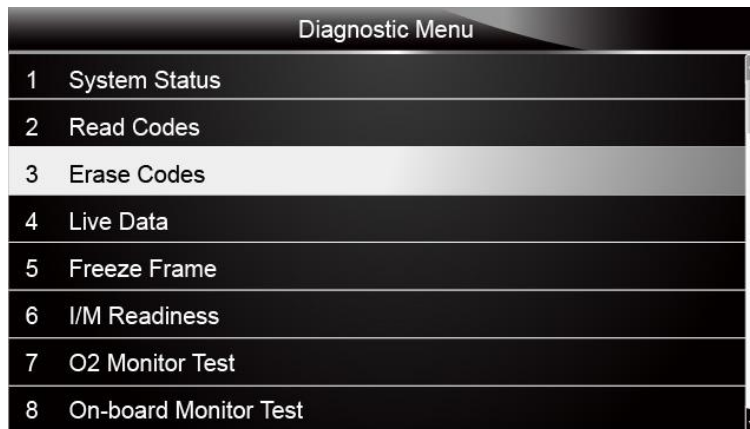 Diagnostic Menu
1 System Status
2 Read Codes
3 Erase Codes
4 Live Data
5 Freeze Frame
6 I/M Readiness
7 O2 Monitor Test
8 On-board Monitor Test